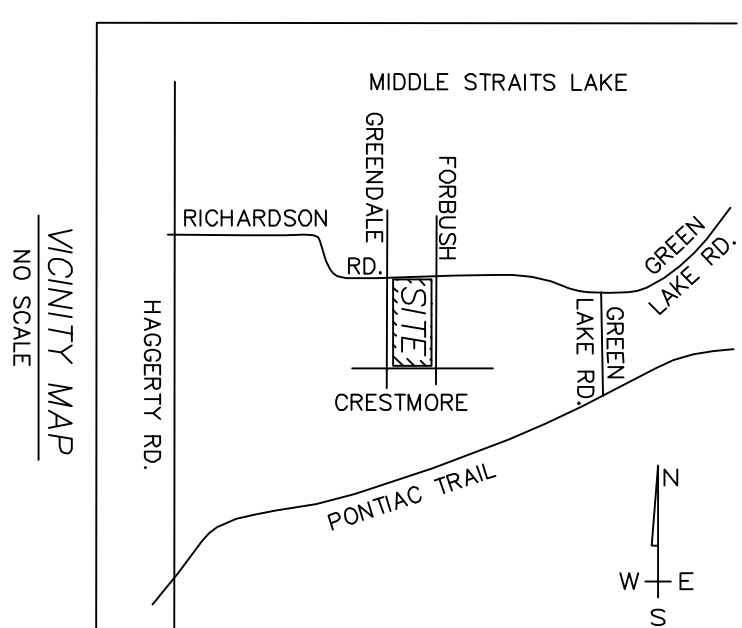 MIDDLE STRAITS LAKE
GREENDALE
FORBUSH
RICHARDSON
RD.
GREEN
LAKE RD.
SITE
GREEN
LAKE RD.
CRESTMORE
HAGGERTY RD.
PONTIAC TRAIL
VICINITY MAP
NO SCALE
N
W E
S